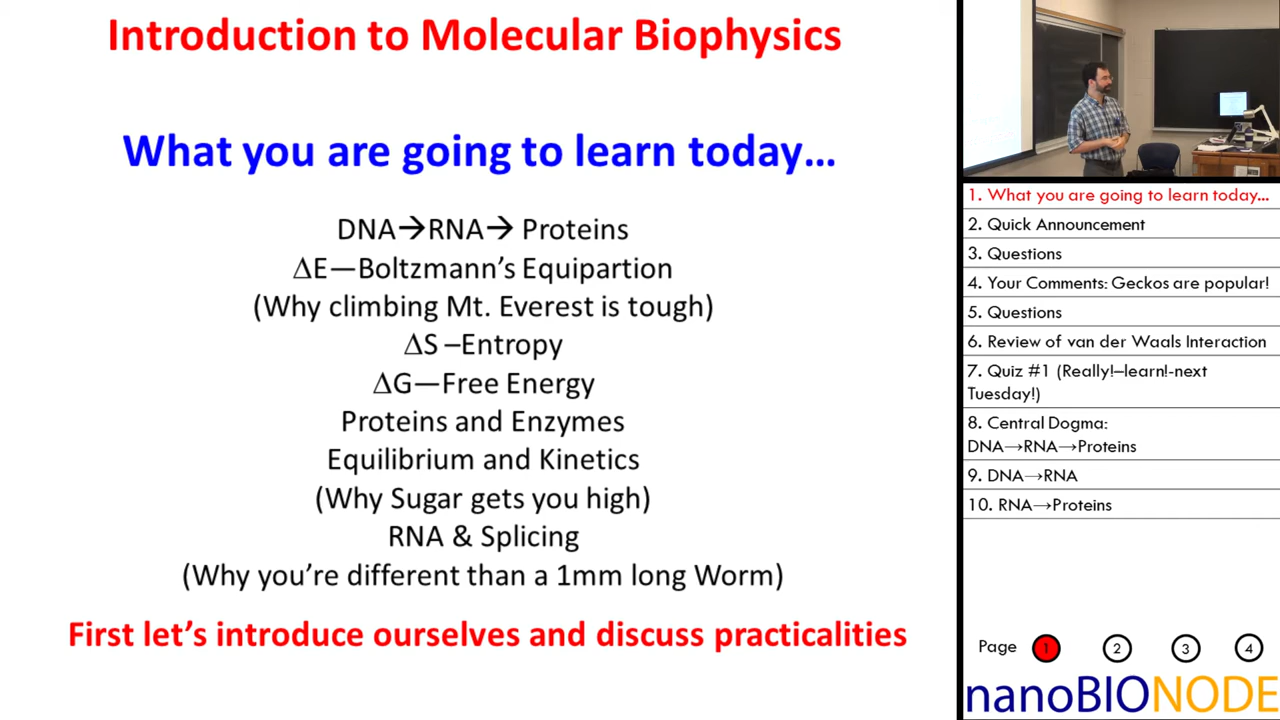 Introduction to Molecular Biophysics
What you are going to learn today…
DNA→RNA→ Proteins
ΔE—Boltzmann's Equipartion
(Why climbing Mt. Everest is tough)
ΔS –Entropy
ΔG—Free Energy
Proteins and Enzymes
Equilibrium and Kinetics
(Why Sugar gets you high)
RNA & Splicing
(Why you're different than a 1mm long Worm)
First let's introduce ourselves and discuss practicalities
1. What you are going to learn today…
2. Quick Announcement
3. Questions
4. Your Comments: Geckos are popular!
5. Questions
6. Review of van der Waals Interaction
7. Quiz #1 (Really!–learn!-next
Tuesday!)
8. Central Dogma:
DNA→RNA→Proteins
9. DNA→RNA
10. RNA→Proteins
Page 1 2 3 4
nanoBIONODE